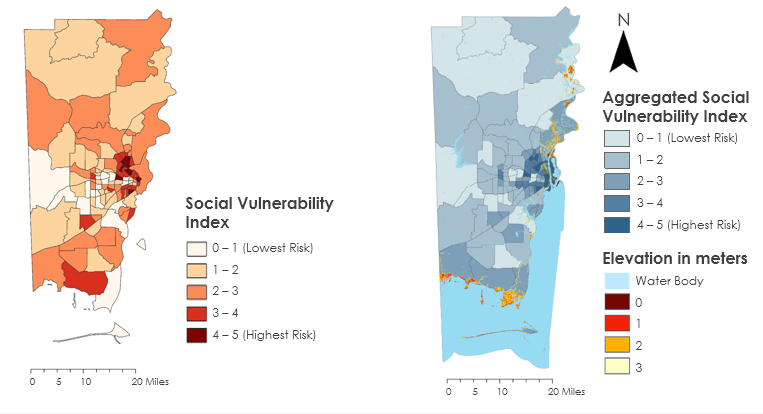 Social Vulnerability
Index
0 – 1 (Lowest Risk)
1 – 2
2 – 3
3 – 4
4 – 5 (Highest Risk)
0 5 10 20 Miles
N
Aggregated Social
Vulnerability Index
0 – 1 (Lowest Risk)
1 – 2
2 – 3
3 – 4
4 – 5 (Highest Risk)
Elevation in meters
Water Body
0
1
2
3
0 5 10 20 Miles